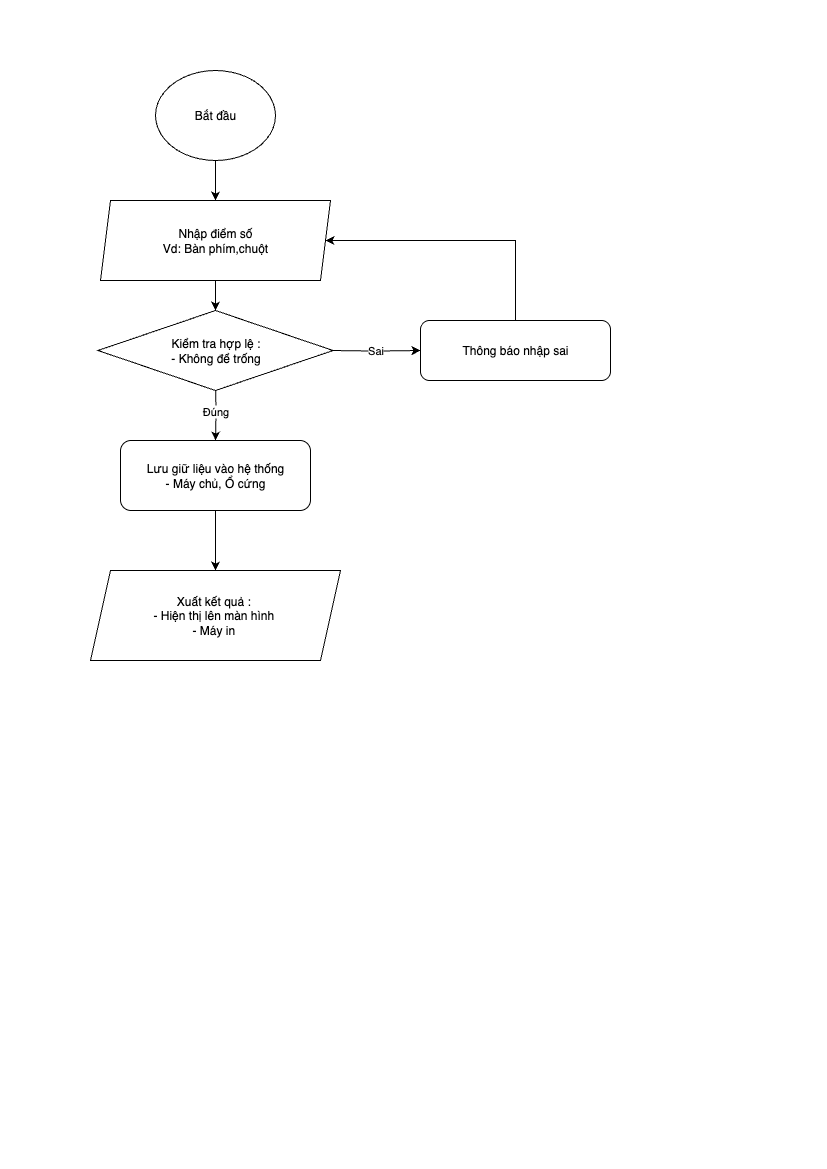 Bắt đầu
Nhập điểm số
Vd: Bàn phím,chuột
Kiểm tra hợp lệ :
- Không để trống
Sai
Thông báo nhập sai
Đúng
Lưu giữ liệu vào hệ thống
- Máy chủ, Ổ cứng
Xuất kết quả :
- Hiện thị lên màn hình
- Máy in